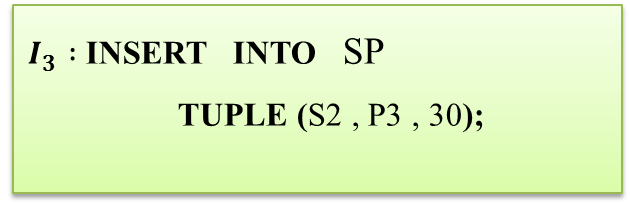 I₃ : INSERT INTO SP
TUPLE (S2 , P3 , 30);